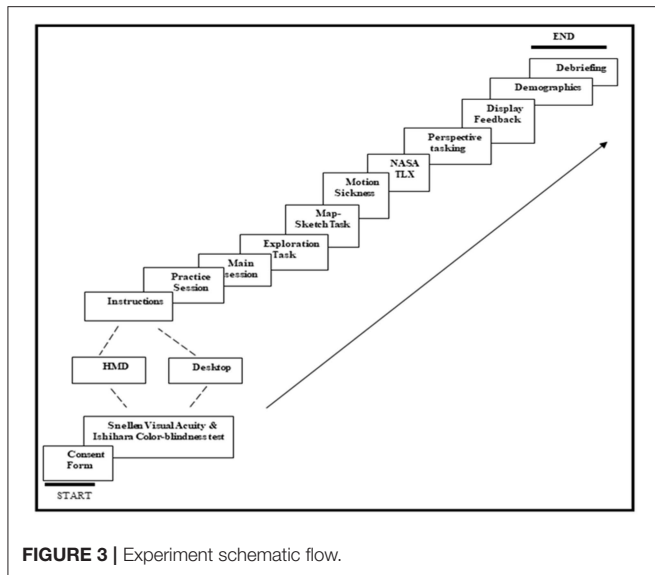 END
Debriefing
Demographics
Display
Feedback
Perspective
tasking
NASA
TLX
Motion
Sickness
Map-
Sketch Task
Exploration
Task
Main
session
Practice
Session
Instructions
HMD
Desktop
Snellen Visual Acuity &
Ishihara Color-blindness test
Consent
Form
START
FIGURE 3 | Experiment schematic flow.